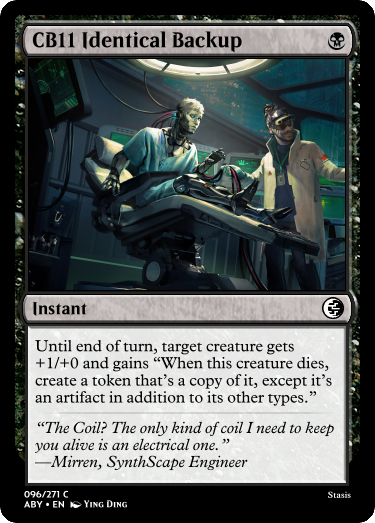 CB11 Identical Backup
Instant
Until end of turn, target creature gets
+1/+0 and gains “When this creature dies,
create a token that's a copy of it, except it's
an artifact in addition to its other types.”
“The Coil? The only kind of coil I need to keep
you alive is an electrical one.”
—Mirren, SynthScape Engineer
096/271 C
Stasis
ABY • EN Ying Ding